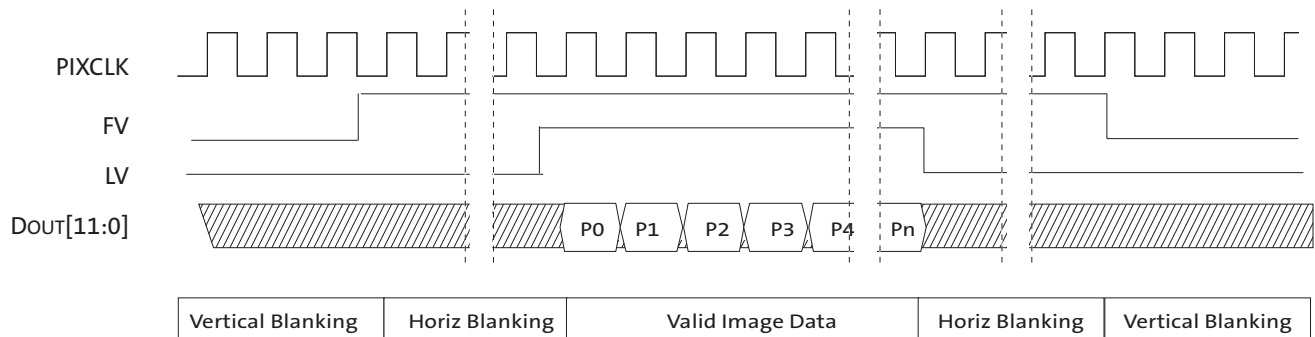 PIXCLK
FV
LV
DOUT[11:0]
P0 P1 P2 P3 P4 Pn
Vertical Blanking Horiz Blanking Valid Image Data Horiz Blanking Vertical Blanking